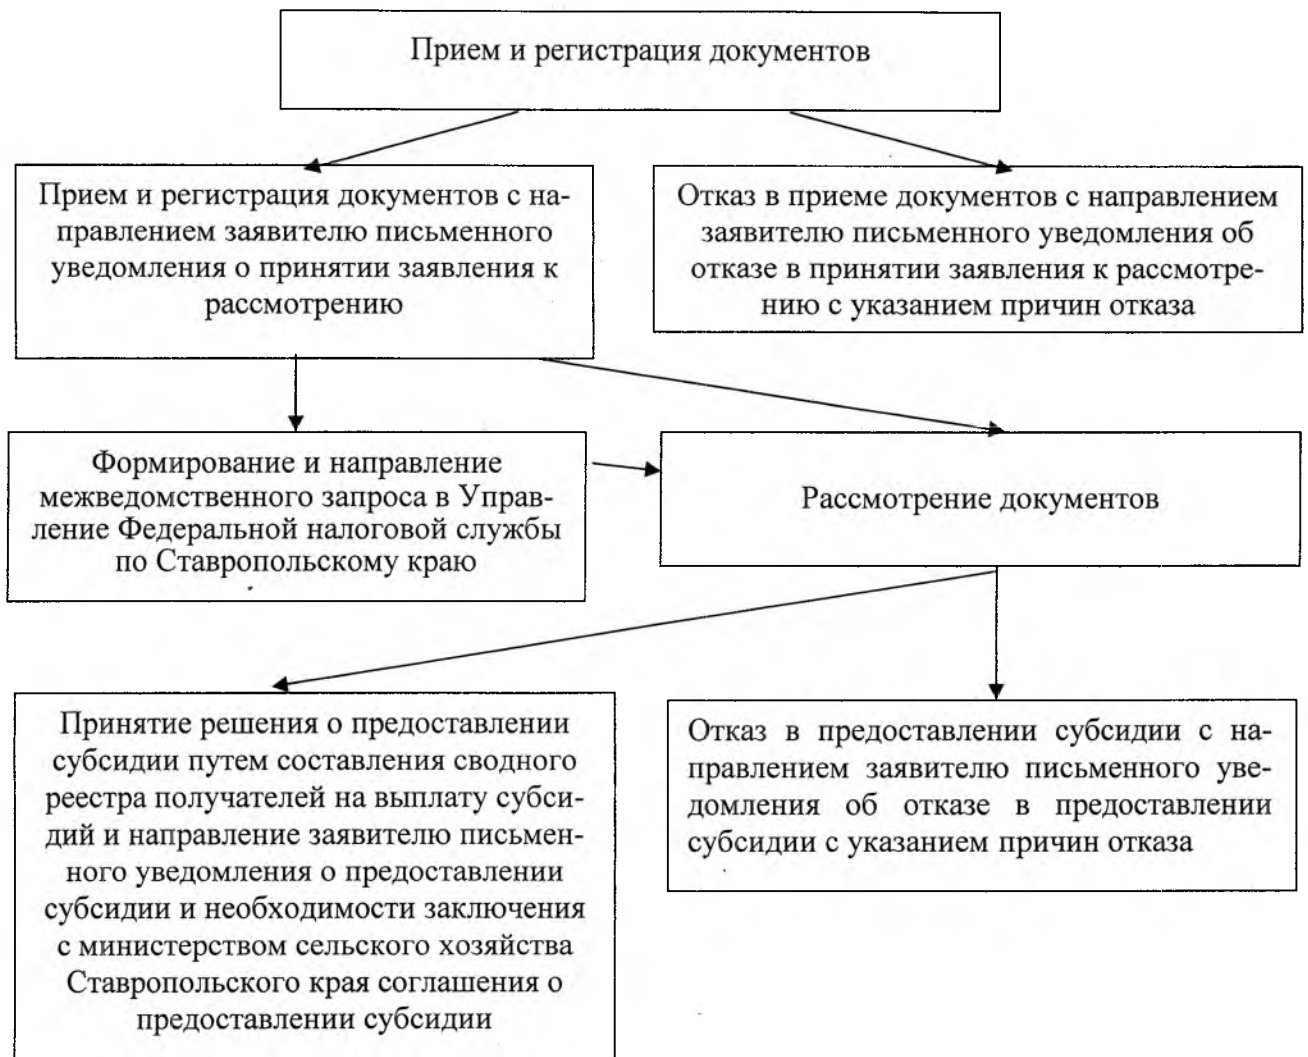 Прием и регистрация документов
Прием и регистрация документов с на-
правлением заявителю письменного
уведомления о принятии заявления к
рассмотрению
Отказ в приеме документов с направлением
заявителю письменного уведомления об
отказе в принятии заявления к рассмотре-
нию с указанием причин отказа
Формирование и направление
межведомственного запроса в Управ-
ление Федеральной налоговой службы
по Ставропольскому краю
Рассмотрение документов
Принятие решения о предоставлении
субсидии путем составления сводного
реестра получателей на выплату субси-
дий и направление заявителю письмен-
ного уведомления о предоставлении
субсидии и необходимости заключения
с министерством сельского хозяйства
Ставропольского края соглашения о
предоставлении субсидии
Отказ в предоставлении субсидии с на-
правлением заявителю письменного уве-
домления об отказе в предоставлении
субсидии с указанием причин отказа